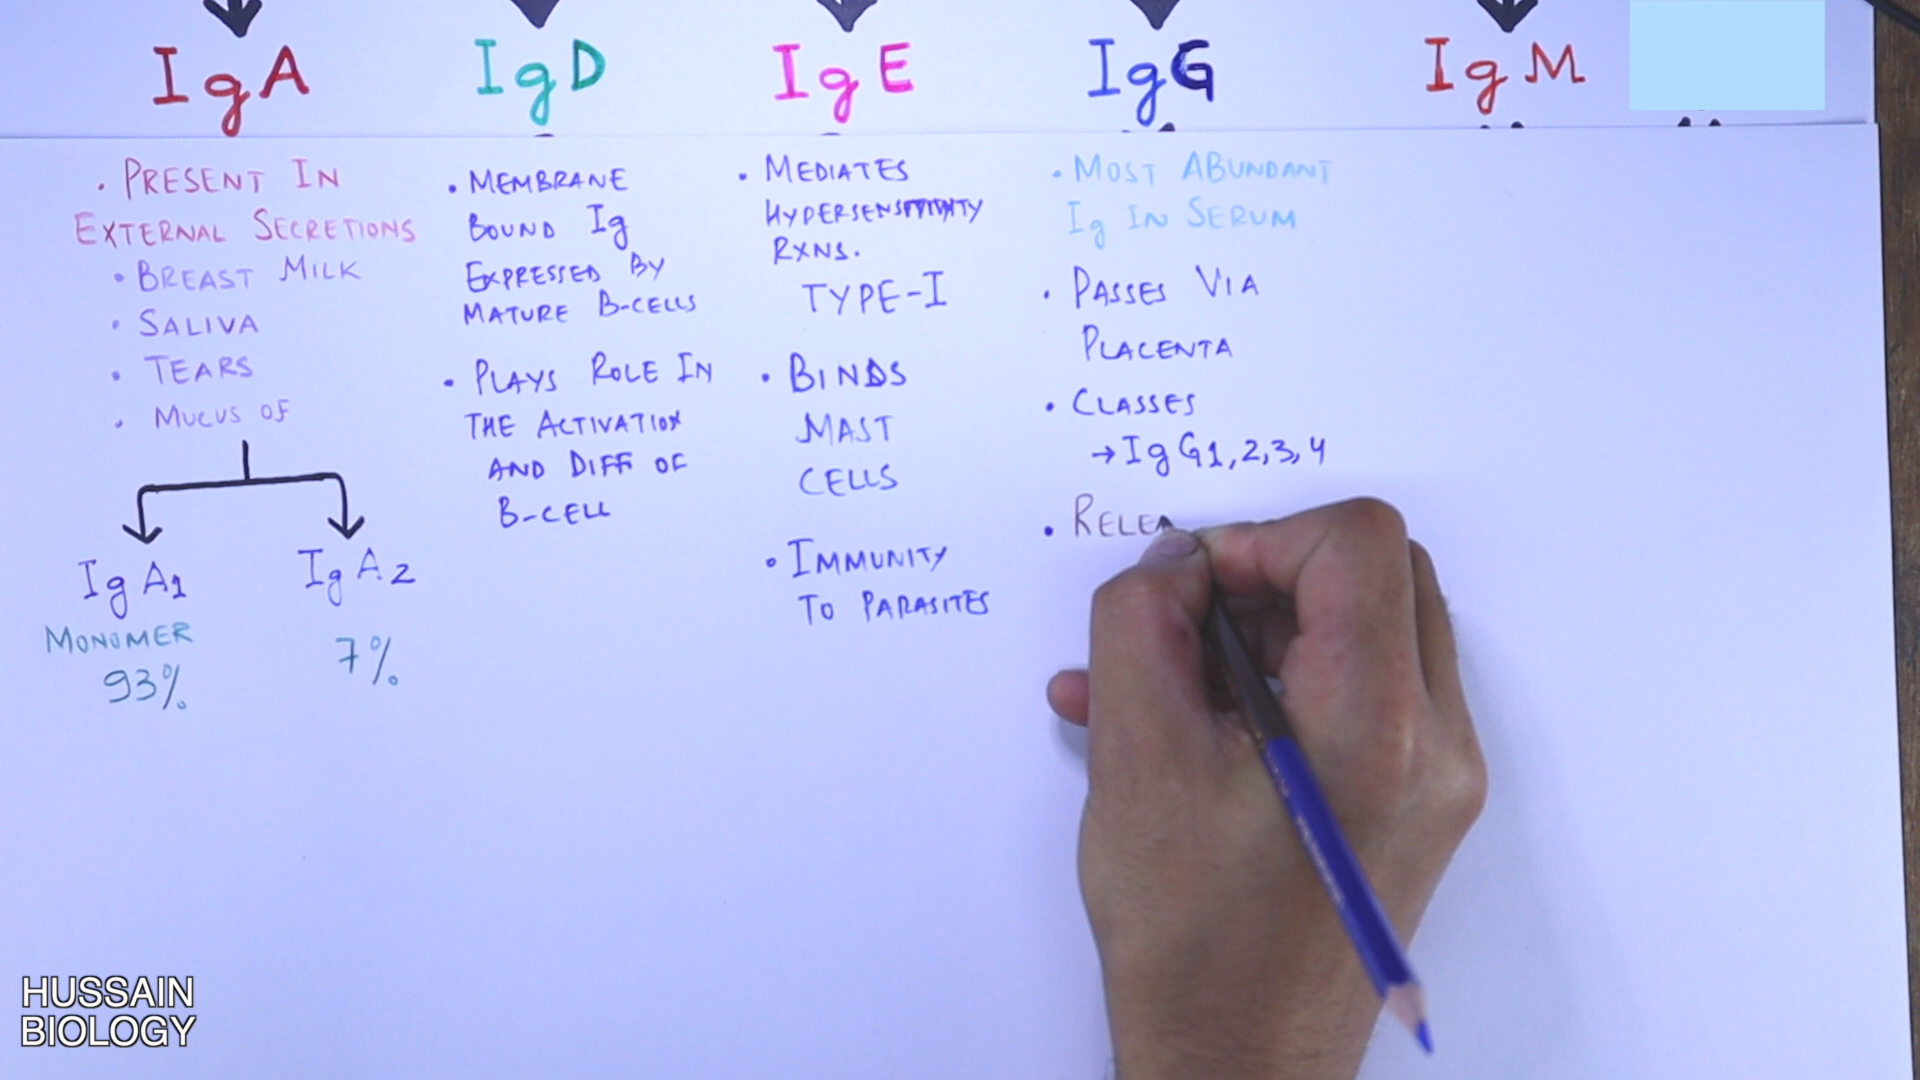 IgA
IgD
IgE
IgG
IgM
• PRESENT IN
EXTERNAL SECRETIONS
• BREAST MILK
• SALIVA
• TEARS
• MUCUS OF
IgA1
IgA2
MONOMER
93%
7%
• MEMBRANE
BOUND Ig
EXPRESSED BY
MATURE B-CELLS
• PLAYS ROLE IN
THE ACTIVATION
AND DIFF OF
B-CELL
• MEDIATES
HYPERSENSITIVITY
RXNS.
TYPE-I
• BINDS
MAST
CELLS
• IMMUNITY
TO PARASITES
• MOST ABUNDANT
Ig IN SERUM
• PASSES VIA
PLACENTA
• CLASSES
→ IgG1,2,3,4
• RELEA
HUSSAIN
BIOLOGY